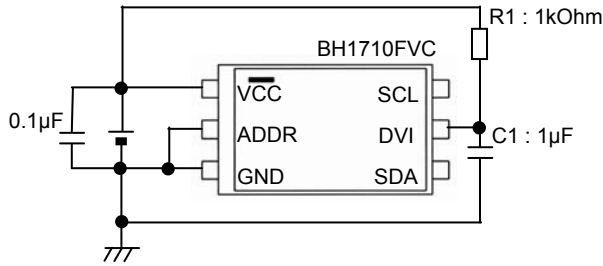 R1 : 1kOhm
BH1710FVC
VCC SCL
0.1µF
ADDR DVI
C1 : 1µF
GND SDA